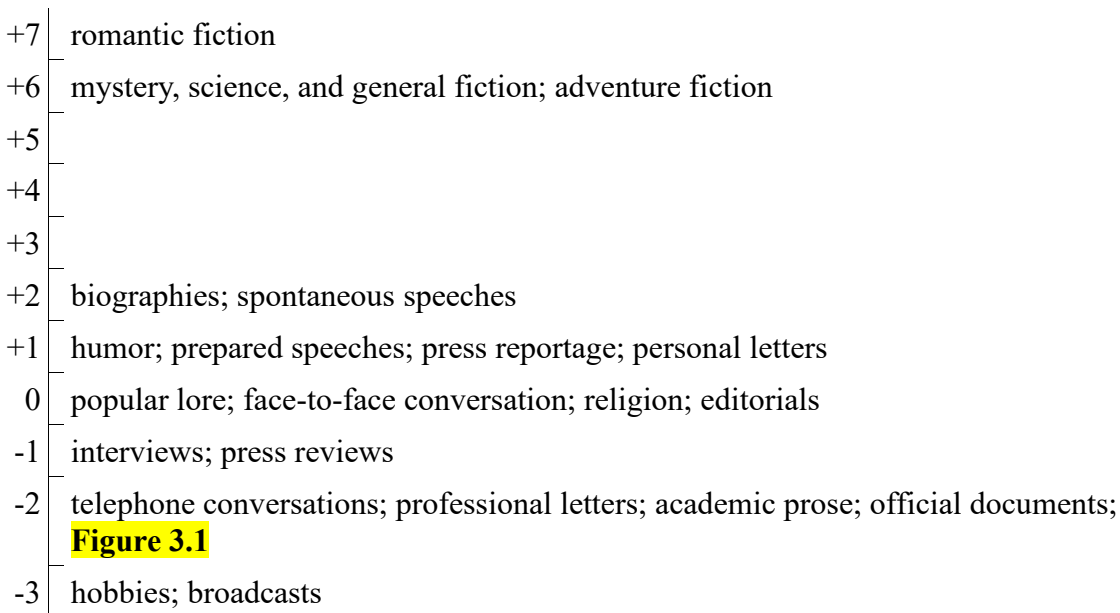 +7 romantic fiction
+6 mystery, science, and general fiction; adventure fiction
+5
+4
+3
+2 biographies; spontaneous speeches
+1 humor; prepared speeches; press reportage; personal letters
0 popular lore; face-to-face conversation; religion; editorials
-1 interviews; press reviews
-2 telephone conversations; professional letters; academic prose; official documents;
Figure 3.1
-3 hobbies; broadcasts